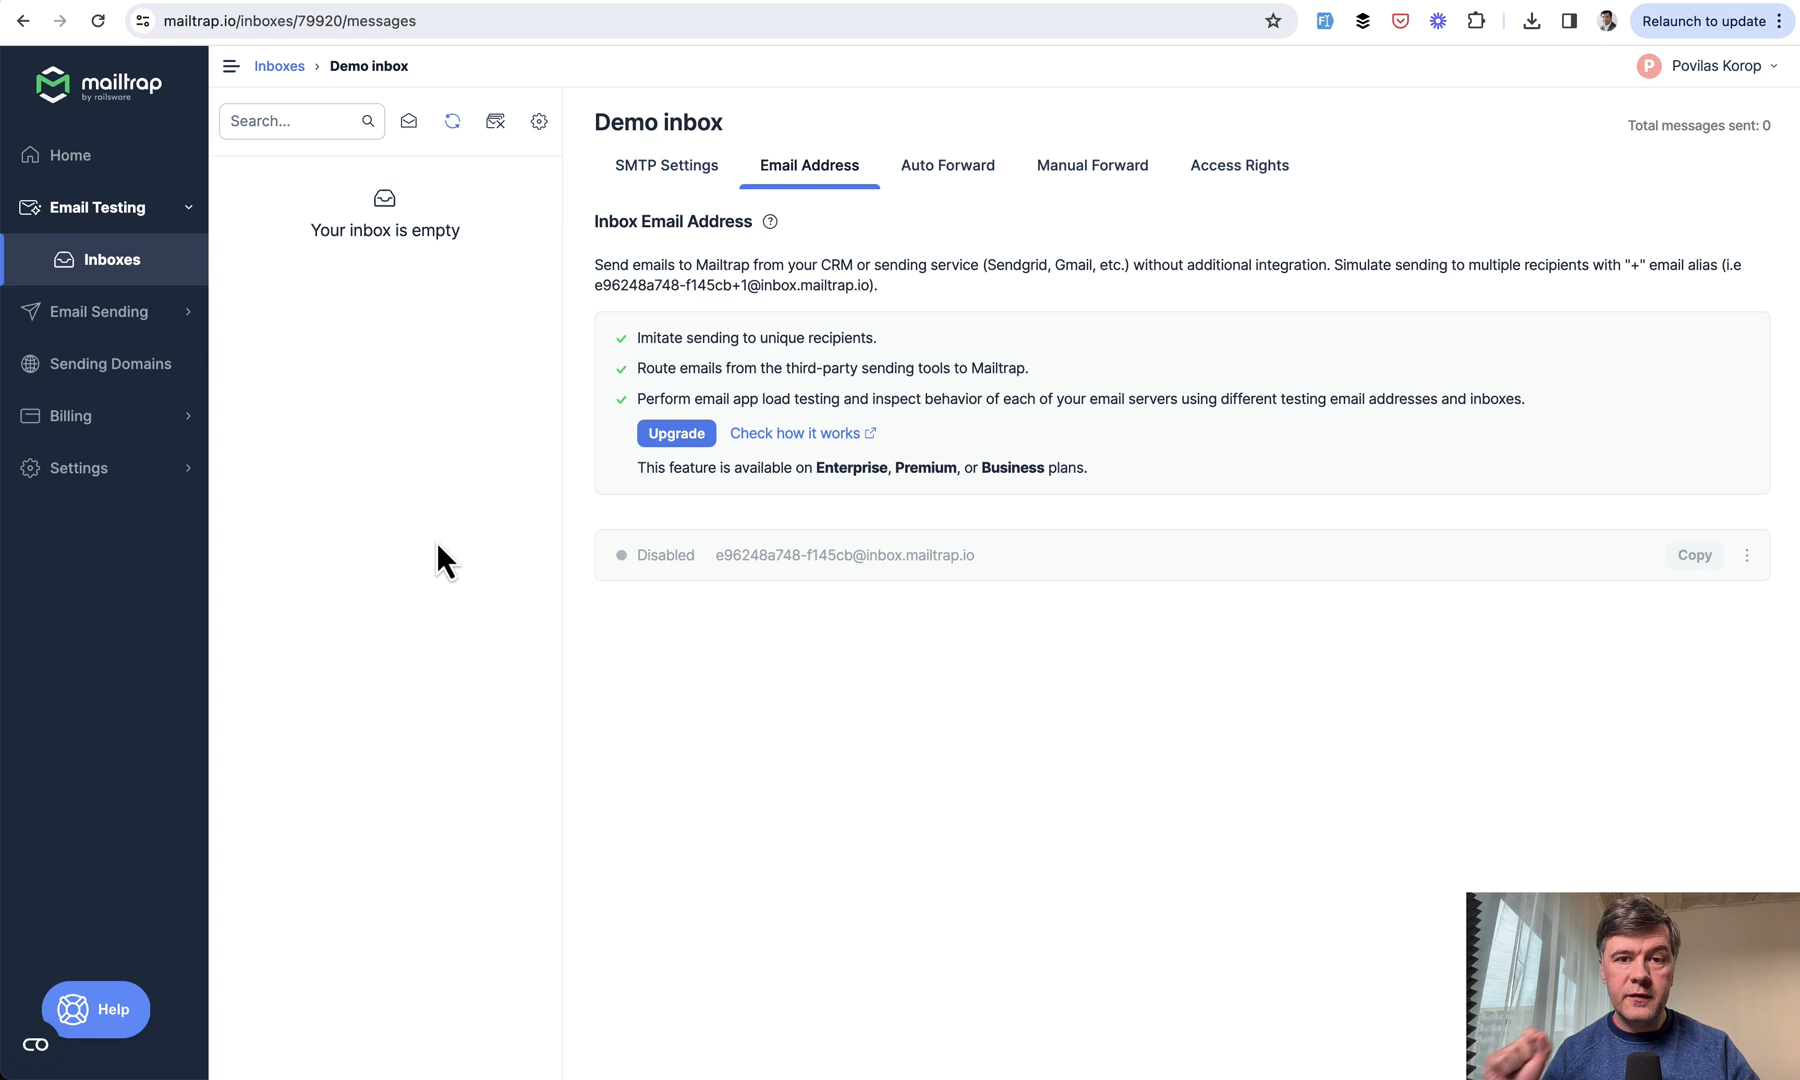 mailtrap.io/inboxes/79920/messages
Relaunch to update
mailtrap
by railsware
Inboxes › Demo inbox
Povilas Korop
P
Search...
Home
Email Testing
Inboxes
Email Sending
Sending Domains
Billing
Settings
Help
Your inbox is empty
Demo inbox
Total messages sent: 0
SMTP Settings
Email Address
Auto Forward
Manual Forward
Access Rights
Inbox Email Address
Send emails to Mailtrap from your CRM or sending service (Sendgrid, Gmail, etc.) without additional integration. Simulate sending to multiple recipients with "+" email alias (i.e
e96248a748-f145cb+1@inbox.mailtrap.io).
Imitate sending to unique recipients.
Route emails from the third-party sending tools to Mailtrap.
Perform email app load testing and inspect behavior of each of your email servers using different testing email addresses and inboxes.
Upgrade
Check how it works
This feature is available on Enterprise, Premium, or Business plans.
Disabled e96248a748-f145cb@inbox.mailtrap.io
Copy